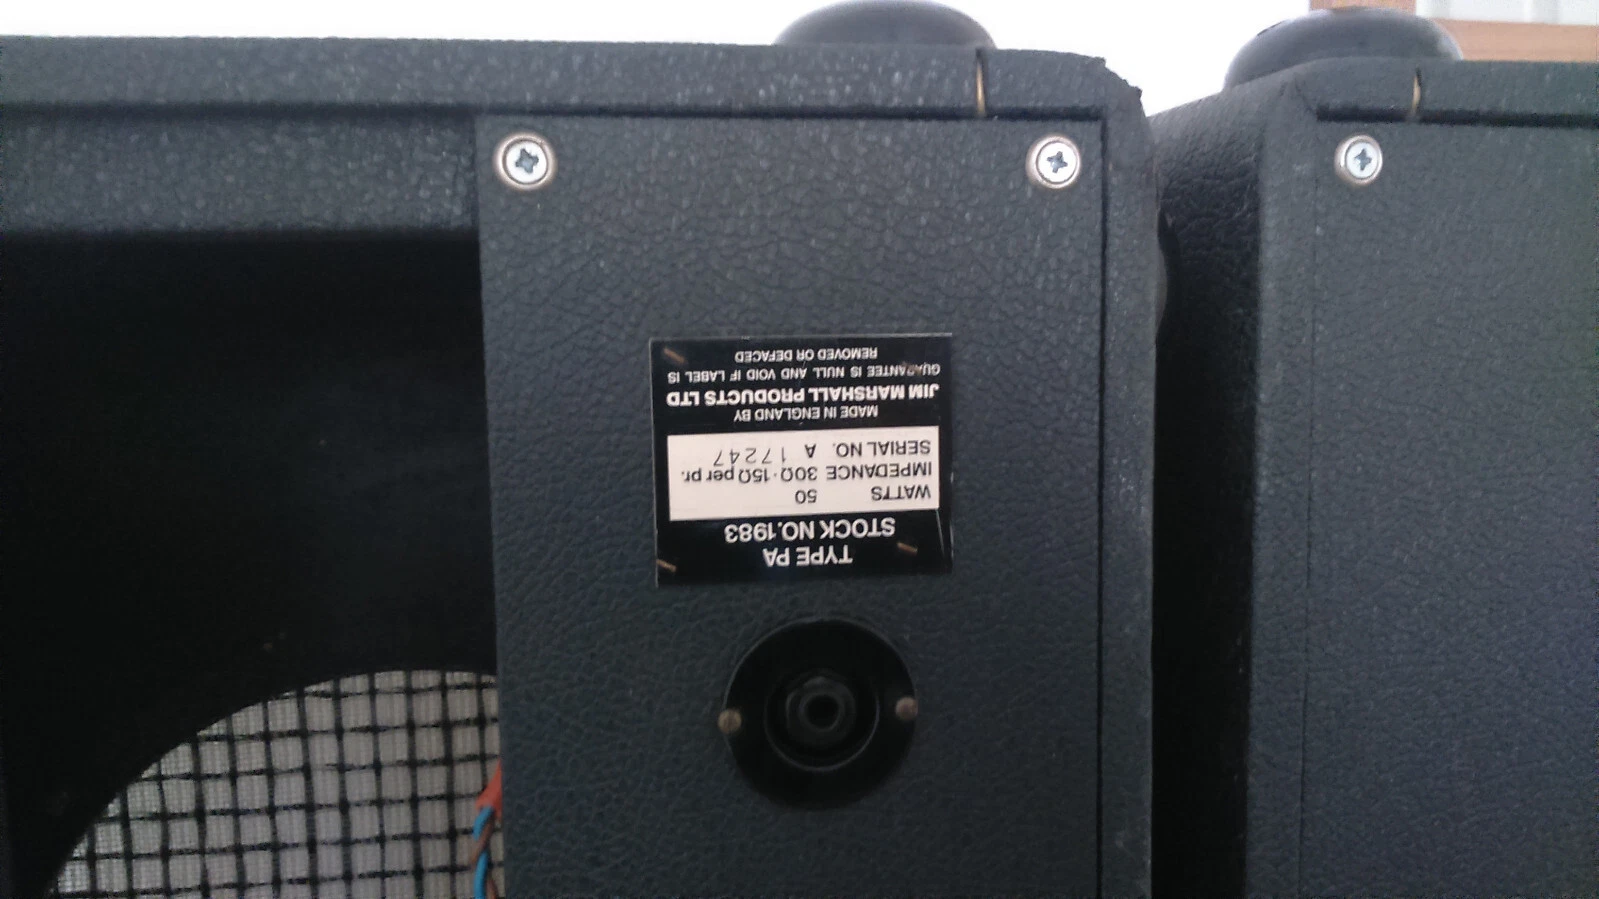 TYPE PA
STOCK NO.1983
WATTS 50
IMPEDANCE 30Ω·15Ω per pr.
SERIAL NO. A 17247
MADE IN ENGLAND BY
JIM MARSHALL PRODUCTS LTD
GUARANTEE IS NULL AND VOID IF LABEL IS
REMOVED OR DEFACED